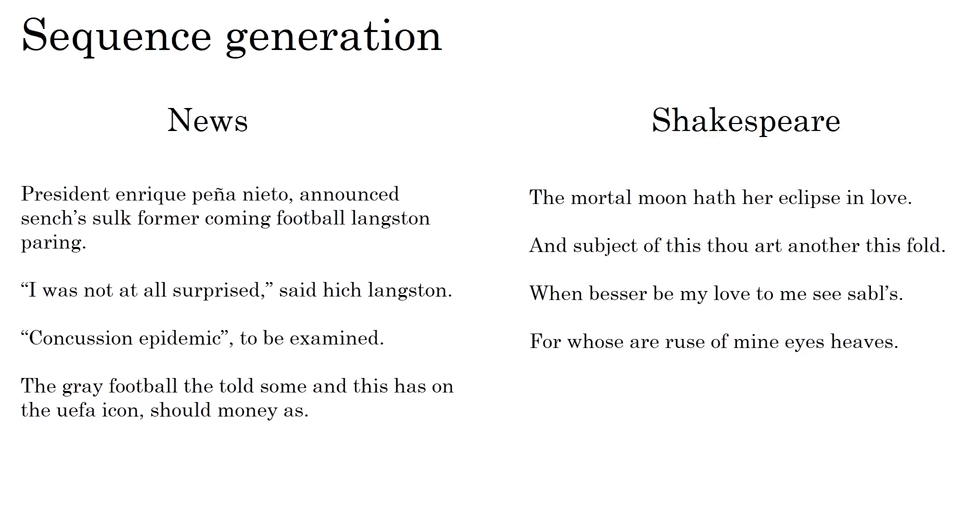 Sequence generation
News
President enrique peña nieto, announced
sench's sulk former coming football langston
paring.
“I was not at all surprised,” said hich langston.
“Concussion epidemic”, to be examined.
The gray football the told some and this has on
the uefa icon, should money as.
Shakespeare
The mortal moon hath her eclipse in love.
And subject of this thou art another this fold.
When besser be my love to me see sabl's.
For whose are ruse of mine eyes heaves.